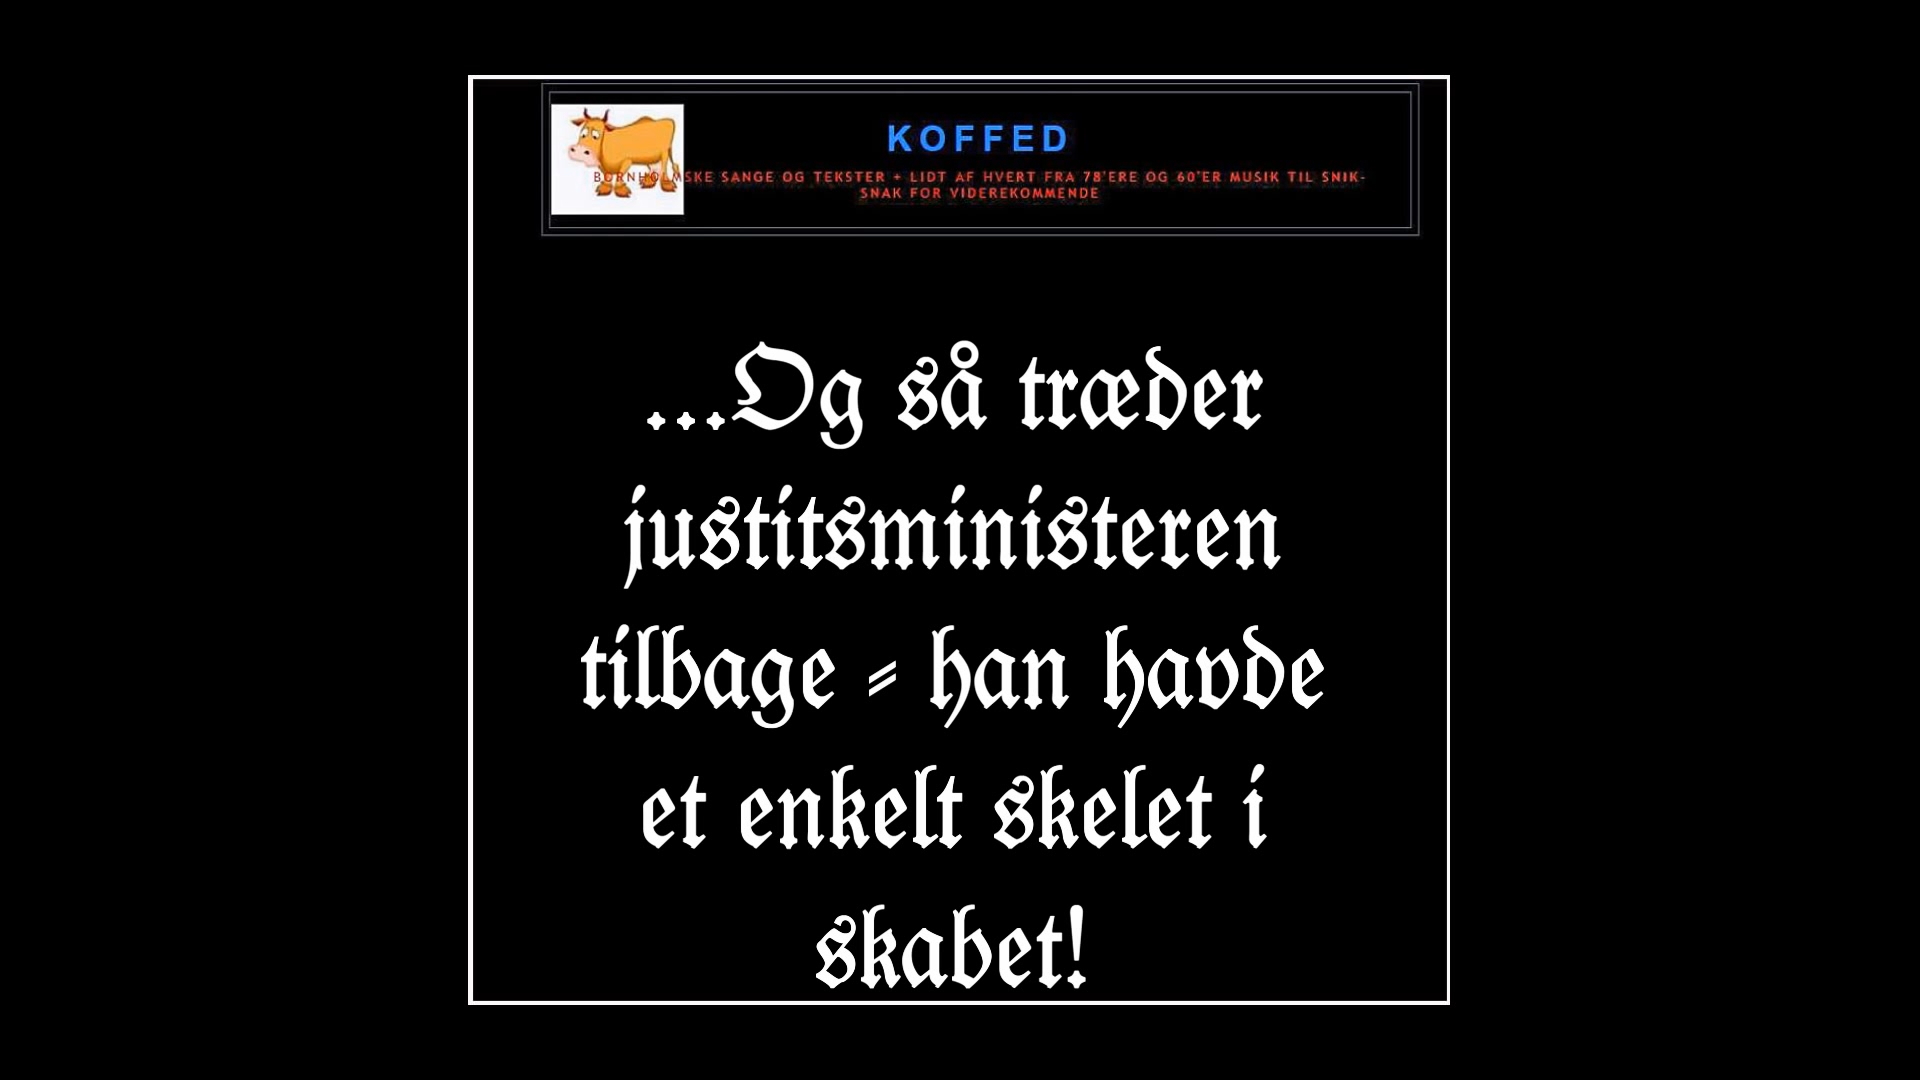 KOFFED
BORNHOLMSKE SANGE OG TEKSTER + LIDT AF HVERT FRA 78'ERE OG 60'ER MUSIK TIL SNIK-
SNAK FOR VIDEREKOMMENDE
...Og så træder
justitsministeren
tilbage - han havde
et enkelt skelet i
skabet!